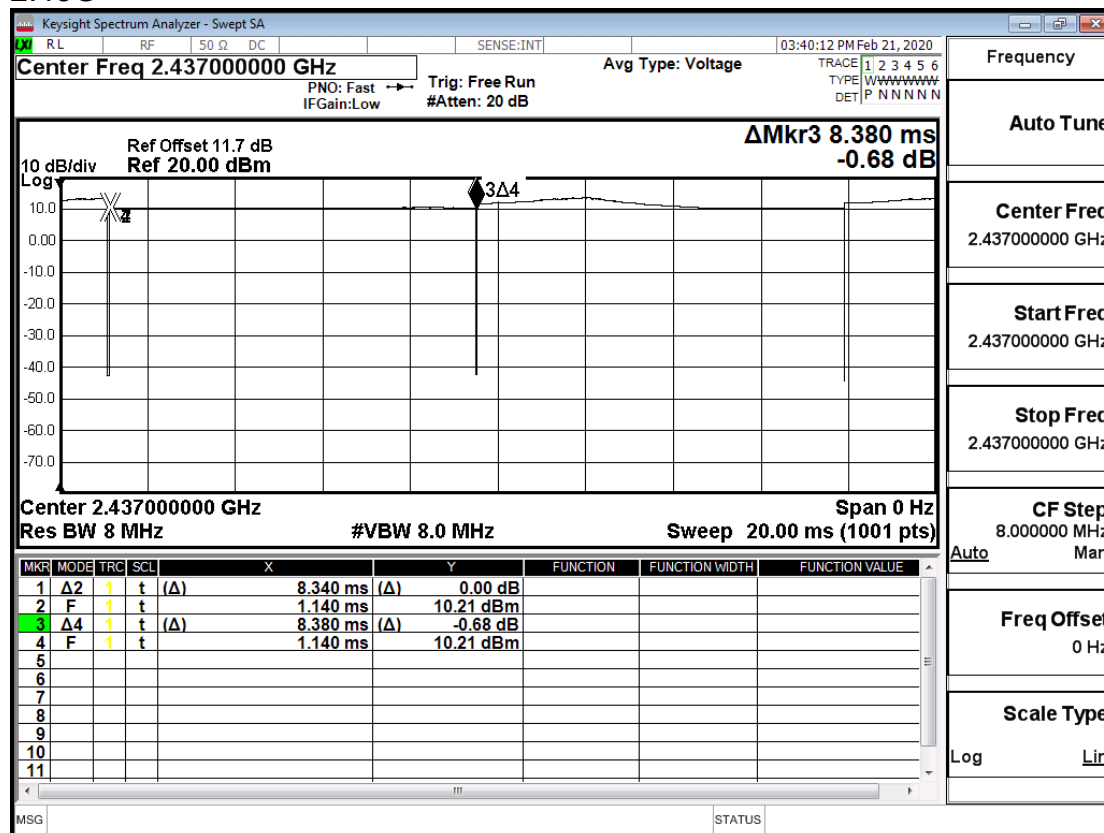 Keysight Spectrum Analyzer - Swept SA
LXI RL RF 50 Ω DC SENSE:INT 03:40:12 PM Feb 21, 2020
Center Freq 2.437000000 GHz
PNO: Fast
IFGain:Low
Trig: Free Run
#Atten: 20 dB
Avg Type: Voltage
TRACE 1 2 3 4 5 6
TYPE WWWWWW
DET P N N N N N
Ref Offset 11.7 dB
10 dB/div Ref 20.00 dBm
Log
ΔMkr3 8.380 ms
-0.68 dB
3Δ4
10.0
0.00
-10.0
-20.0
-30.0
-40.0
-50.0
-60.0
-70.0
Center 2.437000000 GHz Span 0 Hz
Res BW 8 MHz #VBW 8.0 MHz Sweep 20.00 ms (1001 pts)
MKR MODE TRC SCL X Y FUNCTION FUNCTION WIDTH FUNCTION VALUE
1 Δ2 1 t (Δ) 8.340 ms (Δ) 0.00 dB
2 F 1 t 1.140 ms 10.21 dBm
3 Δ4 1 t (Δ) 8.380 ms (Δ) -0.68 dB
4 F 1 t 1.140 ms 10.21 dBm
5
6
7
8
9
10
11
MSG STATUS
Frequency
Auto Tune
Center Freq
2.437000000 GHz
Start Freq
2.437000000 GHz
Stop Freq
2.437000000 GHz
CF Step
8.000000 MHz
Auto Man
Freq Offset
0 Hz
Scale Type
Log Lin